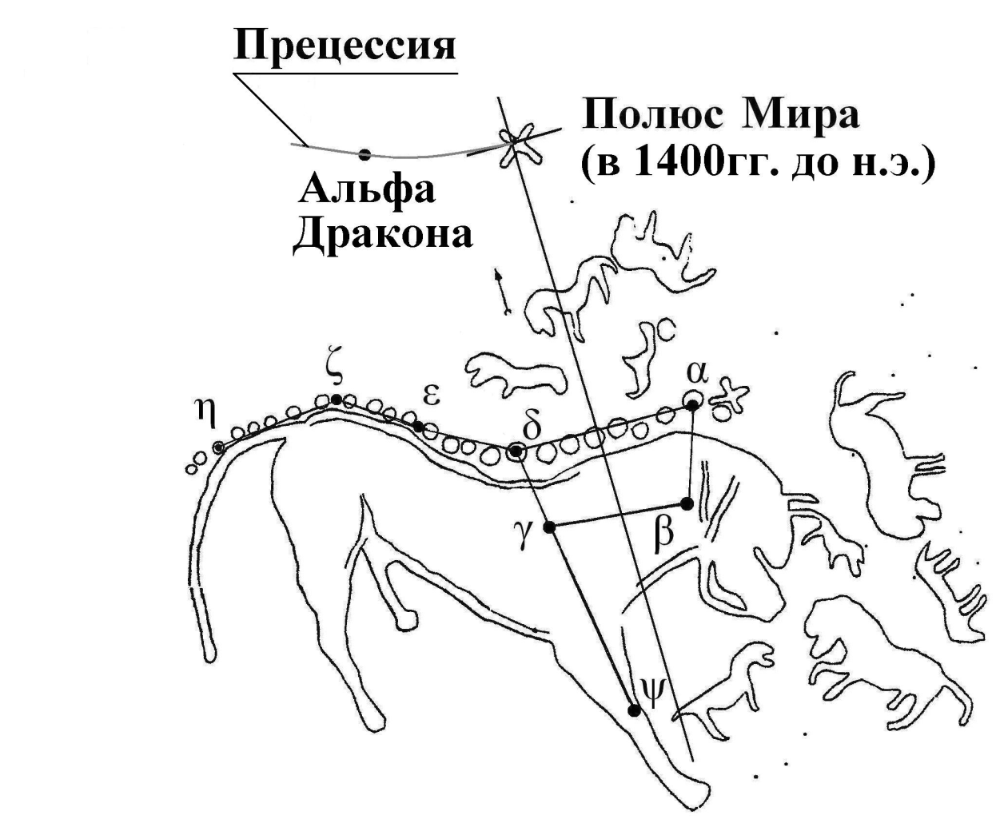 Прецессия
Полюс Мира
(в 1400гг. до н.э.)
Альфа
Дракона
ζ
η
ε
δ
α
γ
β
ψ